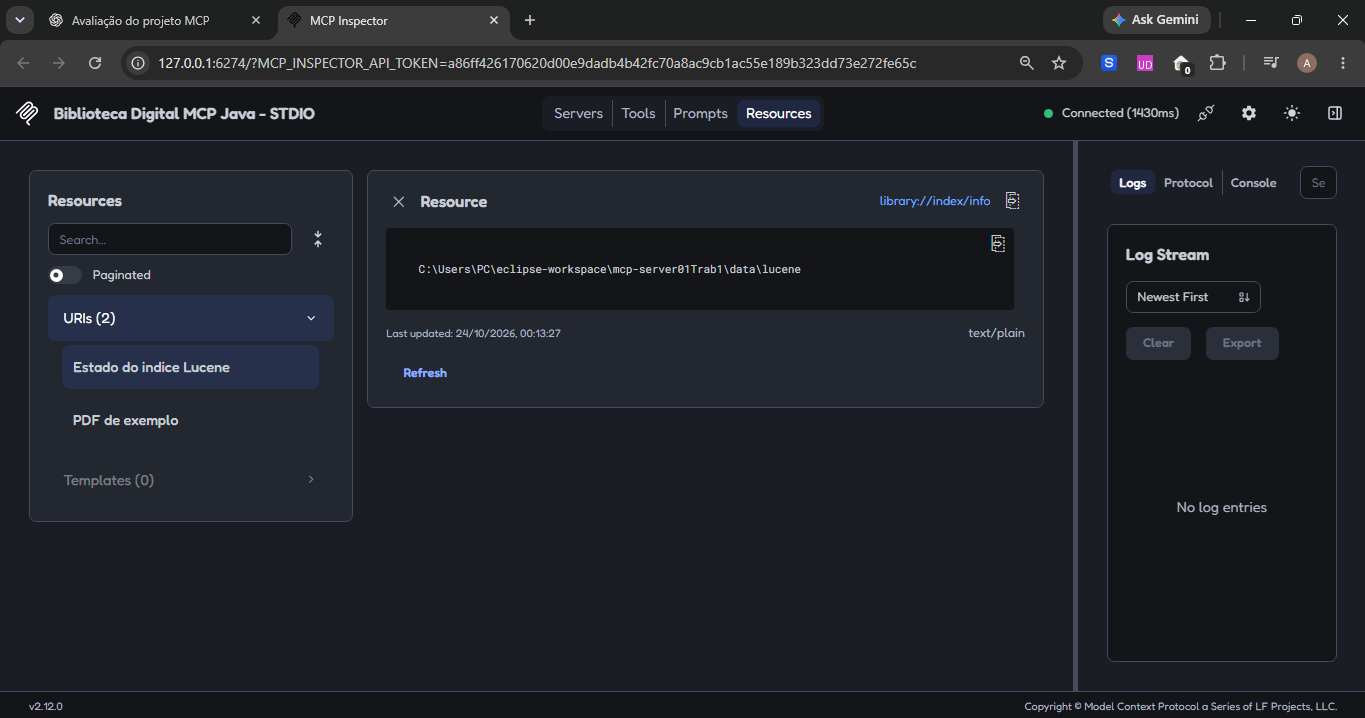 Avaliação do projeto MCP
MCP Inspector
Ask Gemini
127.0.0.1:6274/?MCP_INSPECTOR_API_TOKEN=a86ff426170620d00e9dadb4b42fc70a8ac9cb1ac55e189b323dd73e272fe65c
S
UD
0
A
Biblioteca Digital MCP Java - STDIO
Servers
Tools
Prompts
Resources
Connected (1430ms)
Resources
Search...
Paginated
URIs (2)
Estado do indice Lucene
PDF de exemplo
Templates (0)
Resource
library://index/info
C:\Users\PC\eclipse-workspace\mcp-server01Trab1\data\lucene
Last updated: 24/10/2026, 00:13:27
text/plain
Refresh
Logs
Protocol
Console
Se
Log Stream
Newest First
Clear
Export
No log entries
v2.12.0
Copyright © Model Context Protocol a Series of LF Projects, LLC.